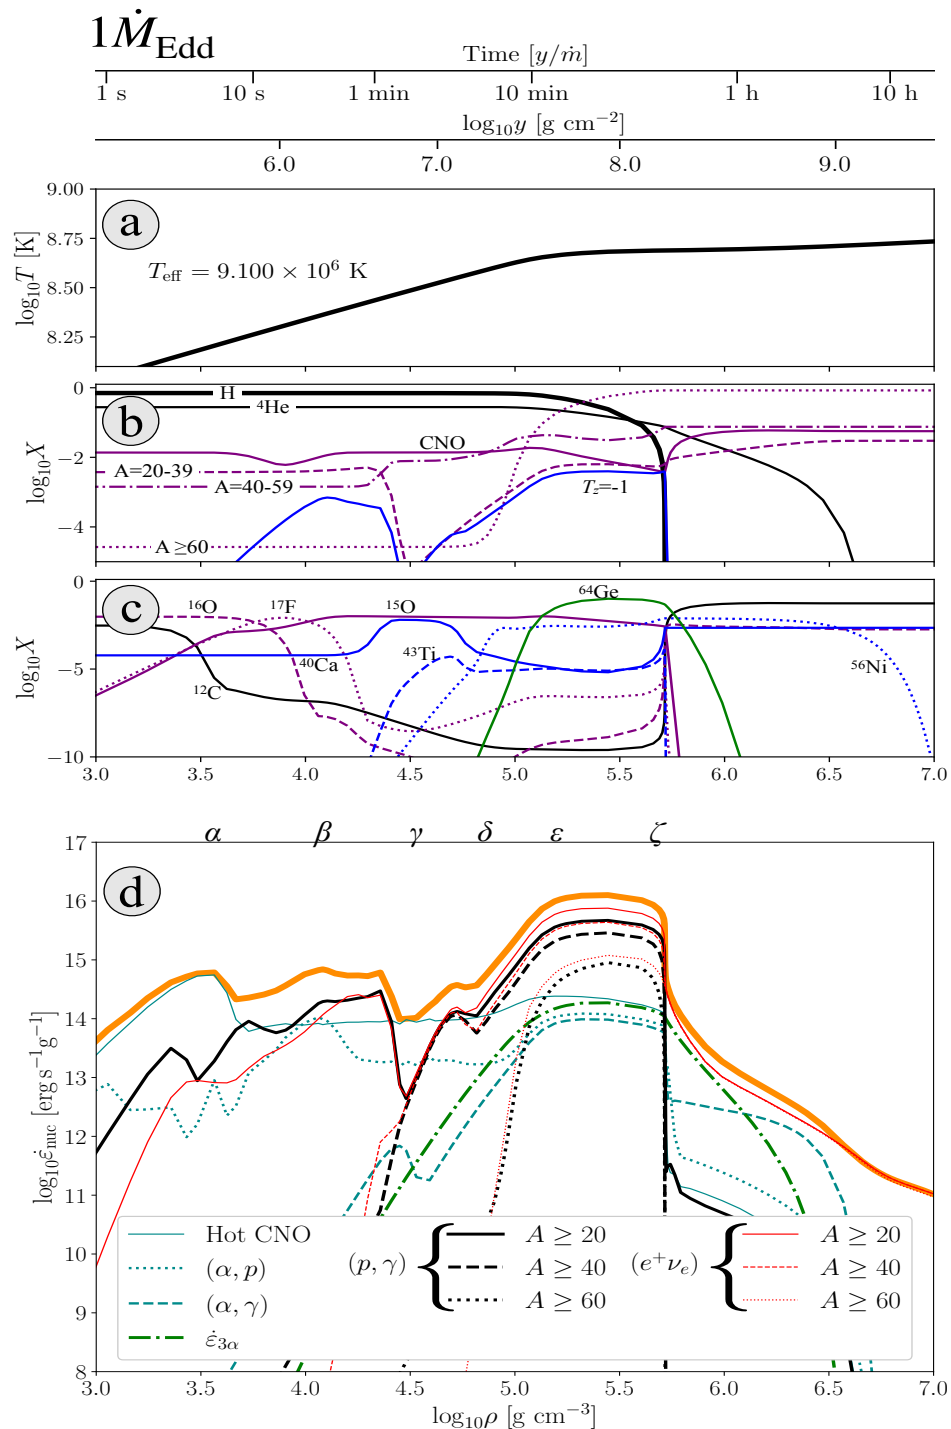 1Ṁ_Edd
Time [y/ṁ]
1 s 10 s 1 min 10 min 1 h 10 h
log₁₀y [g cm⁻²]
6.0 7.0 8.0 9.0
9.00
a
8.75
T_eff = 9.100 × 10⁶ K
8.50
8.25
log₁₀T [K]
0
H
⁴He
b
CNO
−2
A=20-39
A=40-59
T_z=-1
−4
A ≥60
log₁₀X
0
c
¹⁶O ¹⁷F ¹⁵O ⁶⁴Ge
⁴⁰Ca ⁴³Ti ⁵⁶Ni
−5
¹²C
−10
log₁₀X
3.0 3.5 4.0 4.5 5.0 5.5 6.0 6.5 7.0
α β γ δ ε ζ
17
d
16
15
14
13
12
11
10
9
8
log₁₀ε̇_nuc [erg s⁻¹g⁻¹]
Hot CNO
(α, p)
(α, γ)
ε̇_3α
(p, γ) {
A ≥ 20
A ≥ 40
A ≥ 60
(e⁺ν_e) {
A ≥ 20
A ≥ 40
A ≥ 60
3.0 3.5 4.0 4.5 5.0 5.5 6.0 6.5 7.0
log₁₀ρ [g cm⁻³]